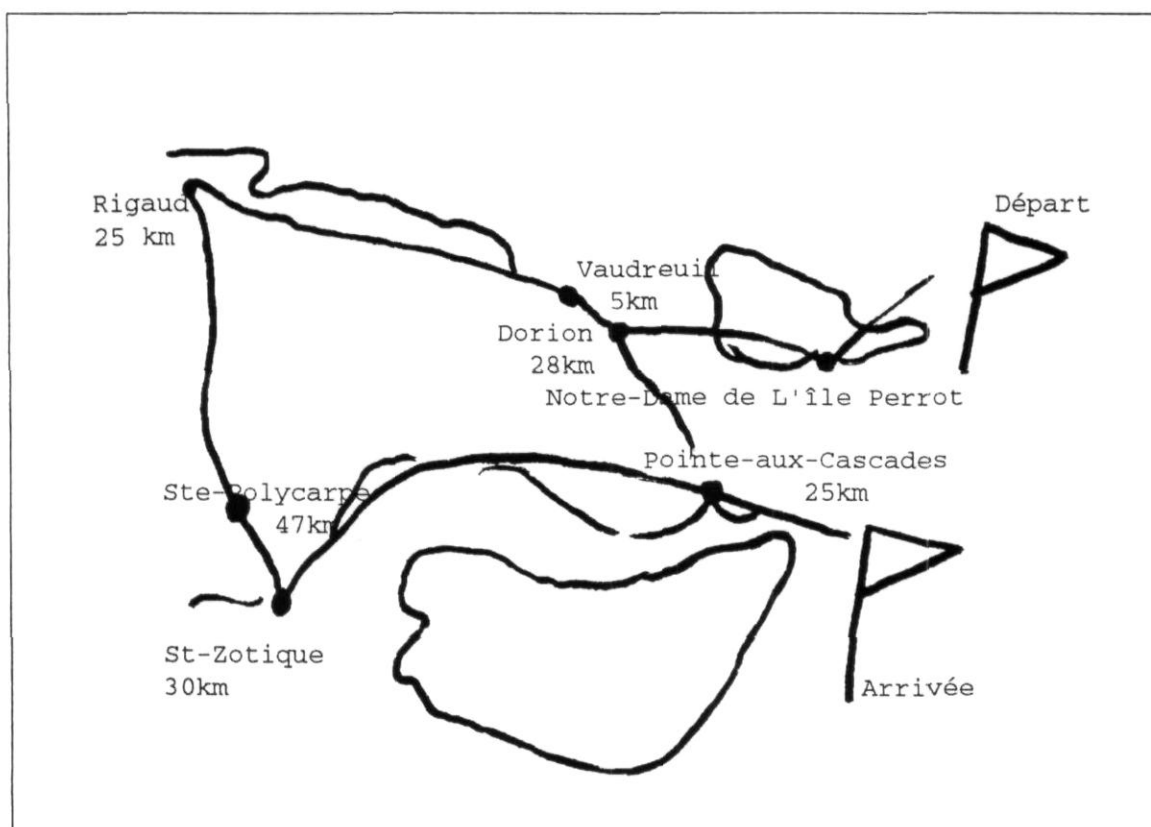 Départ
Rigaud
25 km
Vaudreuil
5km
Dorion
28km
Notre-Dame de L'île Perrot
Pointe-aux-Cascades
25km
Ste-Polycarpe
47km
St-Zotique
30km
Arrivée